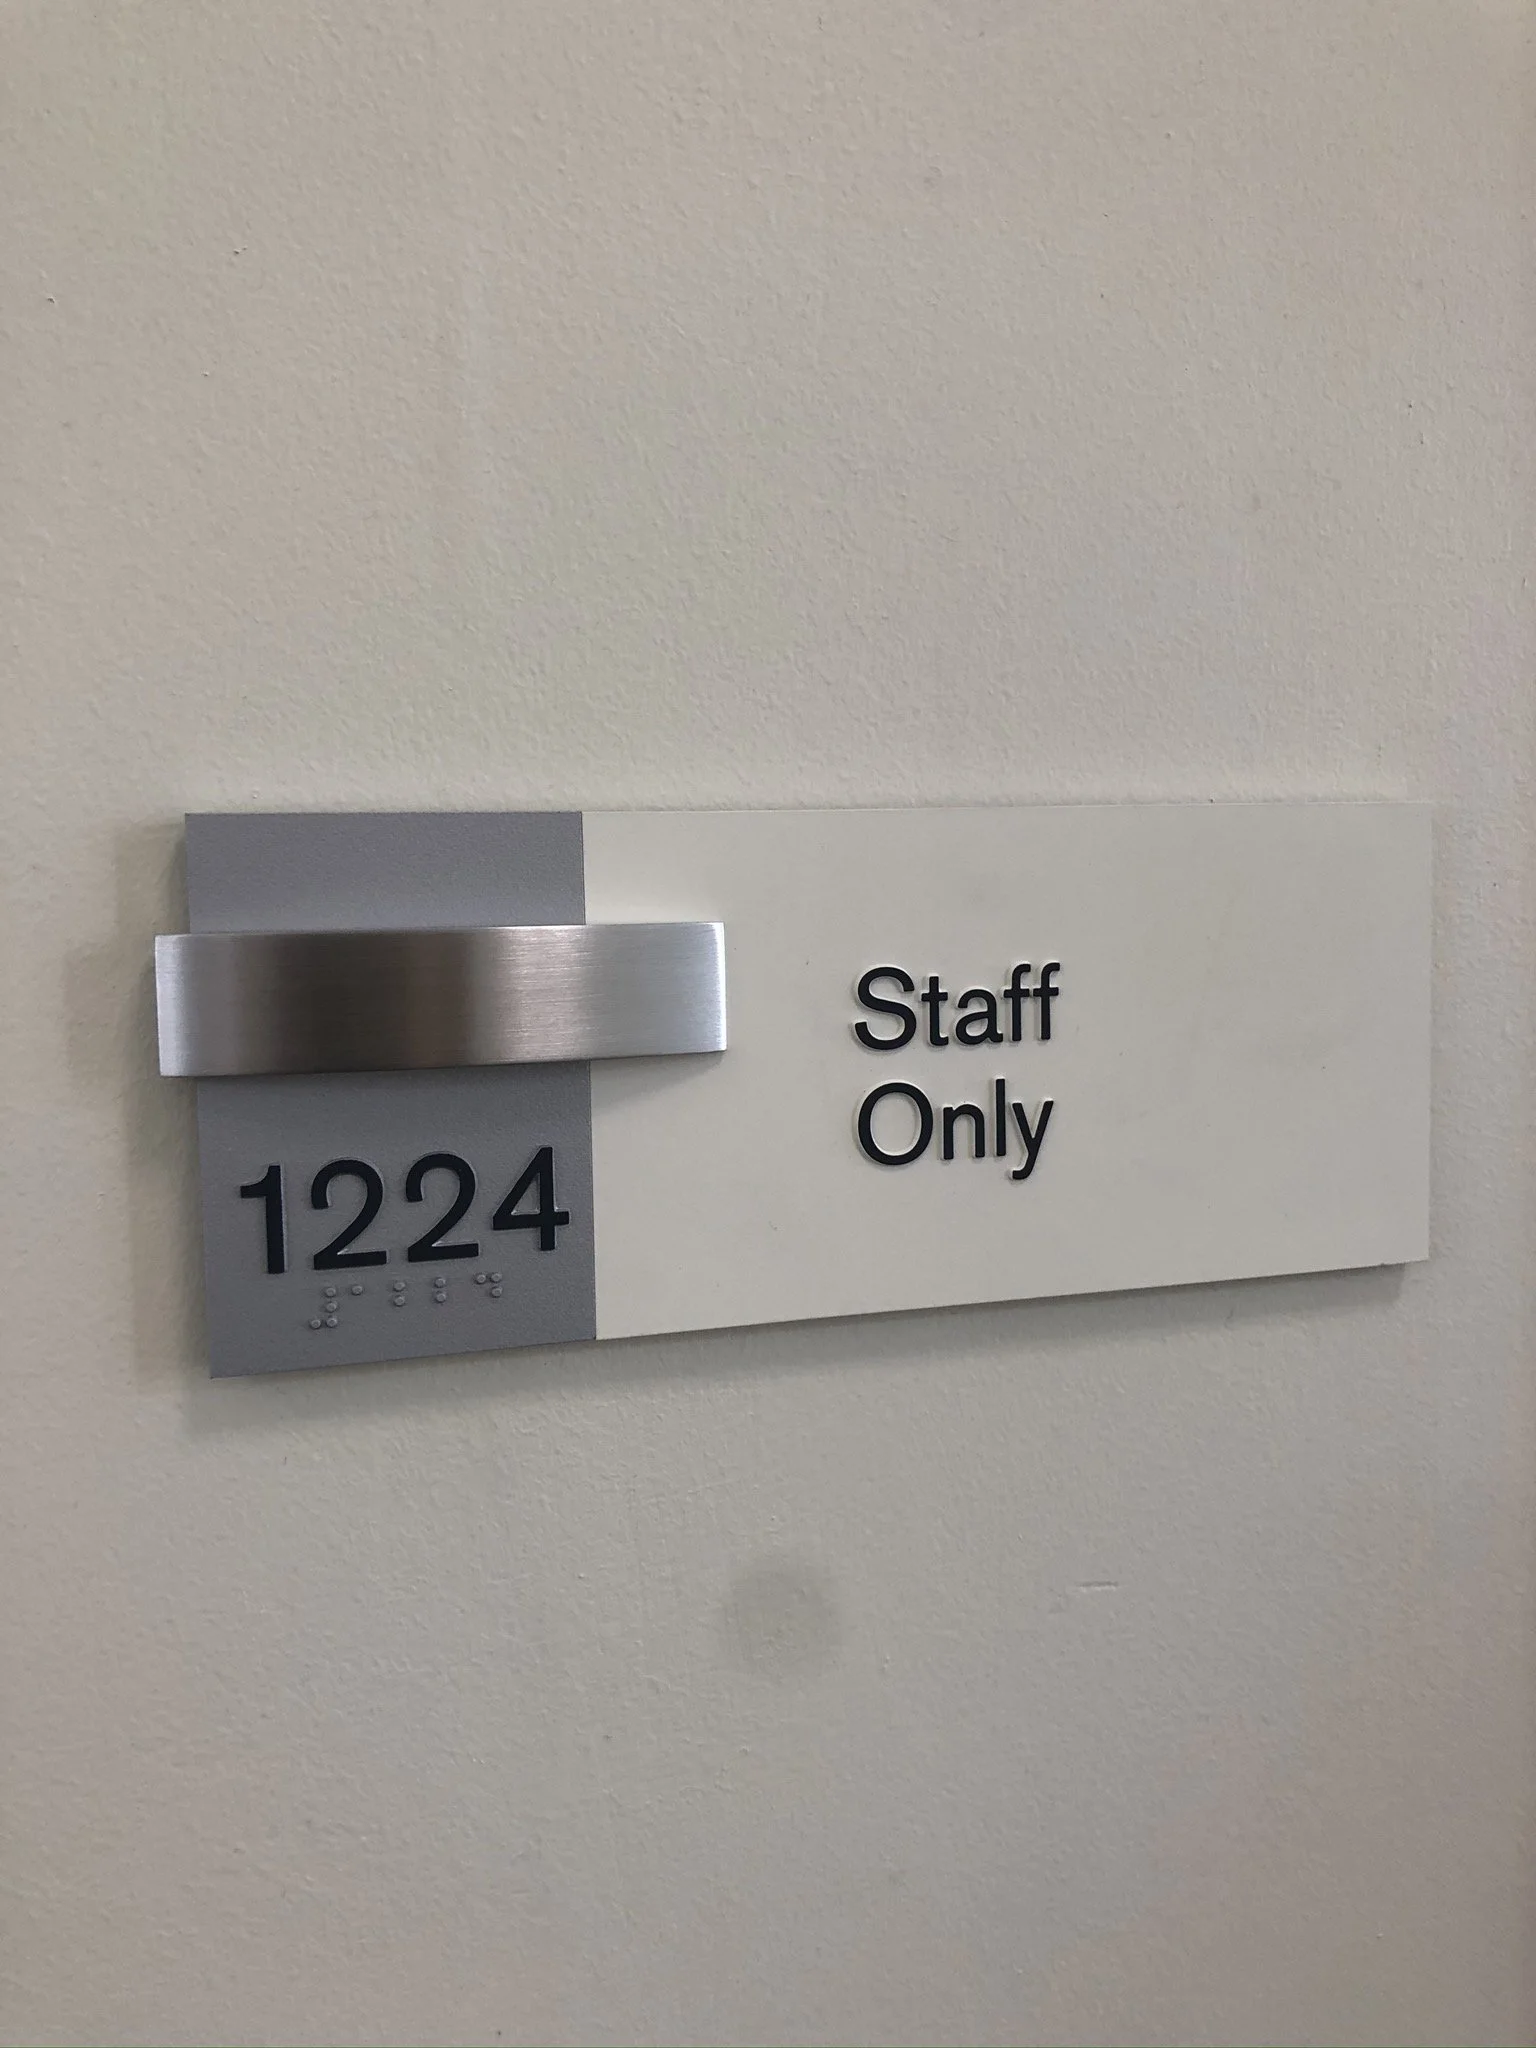 Staff
Only
1224
⠼⠁⠃⠃⠙